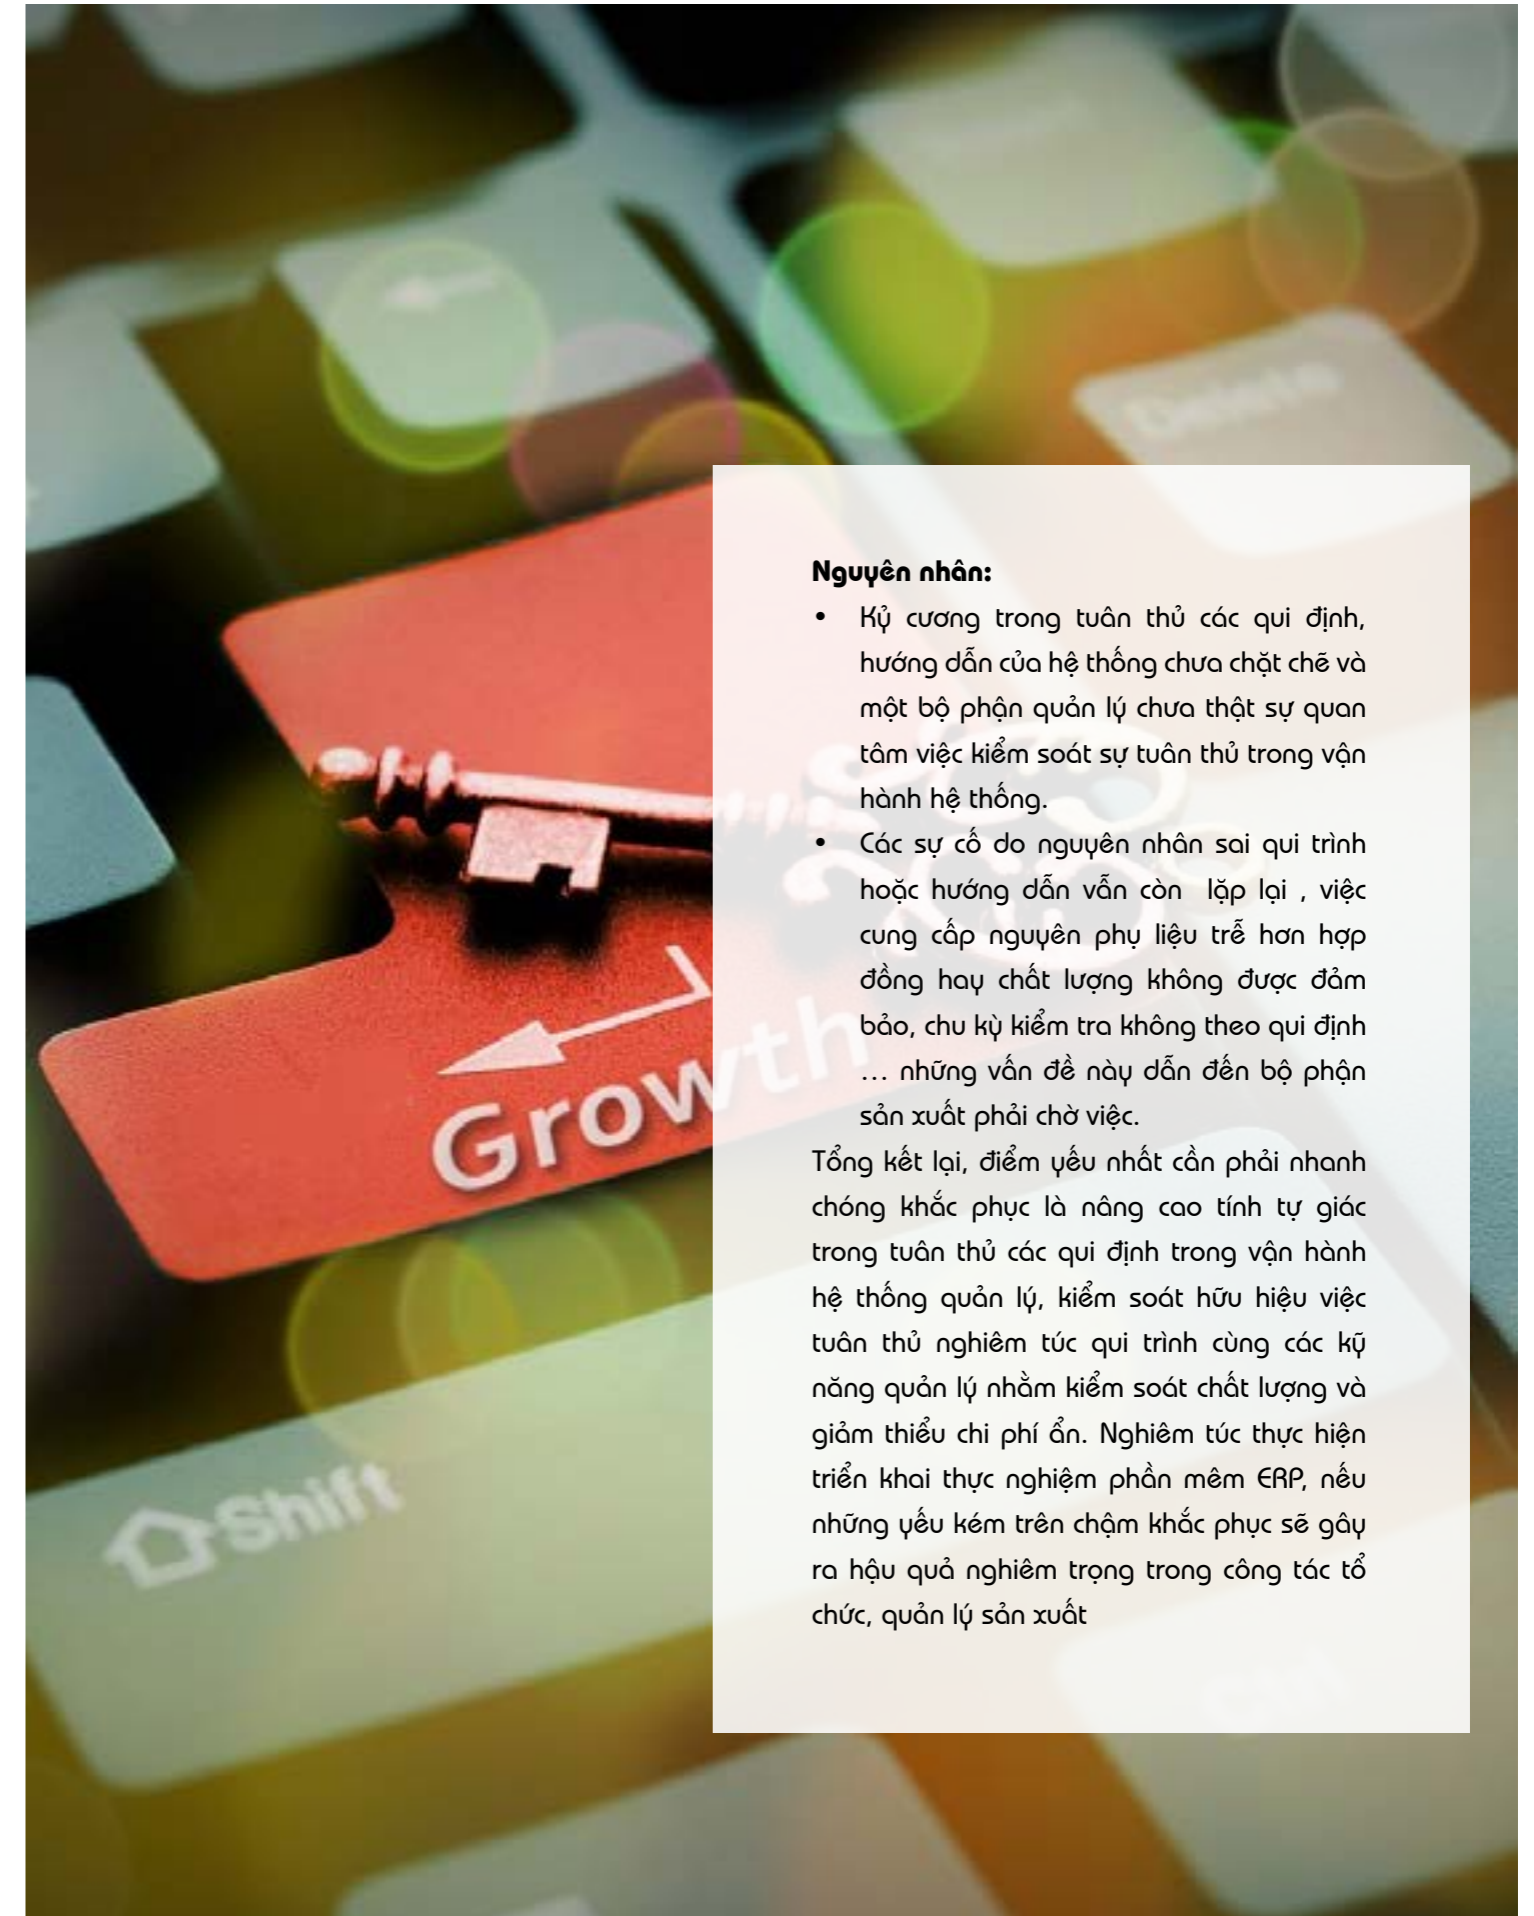 Delete
Nguyên nhân:
• Kỷ cương trong tuân thủ các qui định,
hướng dẫn của hệ thống chưa chặt chẽ và
một bộ phận quản lý chưa thật sự quan
tâm việc kiểm soát sự tuân thủ trong vận
hành hệ thống.
• Các sự cố do nguyên nhân sai qui trình
hoặc hướng dẫn vẫn còn lặp lại , việc
cung cấp nguyên phụ liệu trễ hơn hợp
đồng hay chất lượng không được đảm
bảo, chu kỳ kiểm tra không theo qui định
… những vấn đề này dẫn đến bộ phận
sản xuất phải chờ việc.
Tổng kết lại, điểm yếu nhất cần phải nhanh
chóng khắc phục là nâng cao tính tự giác
trong tuân thủ các qui định trong vận hành
hệ thống quản lý, kiểm soát hữu hiệu việc
tuân thủ nghiêm túc qui trình cùng các kỹ
năng quản lý nhằm kiểm soát chất lượng và
giảm thiểu chi phí ẩn. Nghiêm túc thực hiện
triển khai thực nghiệm phần mêm ERP, nếu
những yếu kém trên chậm khắc phục sẽ gây
ra hậu quả nghiêm trọng trong công tác tổ
chức, quản lý sản xuất
Growth
Shift
Ctrl